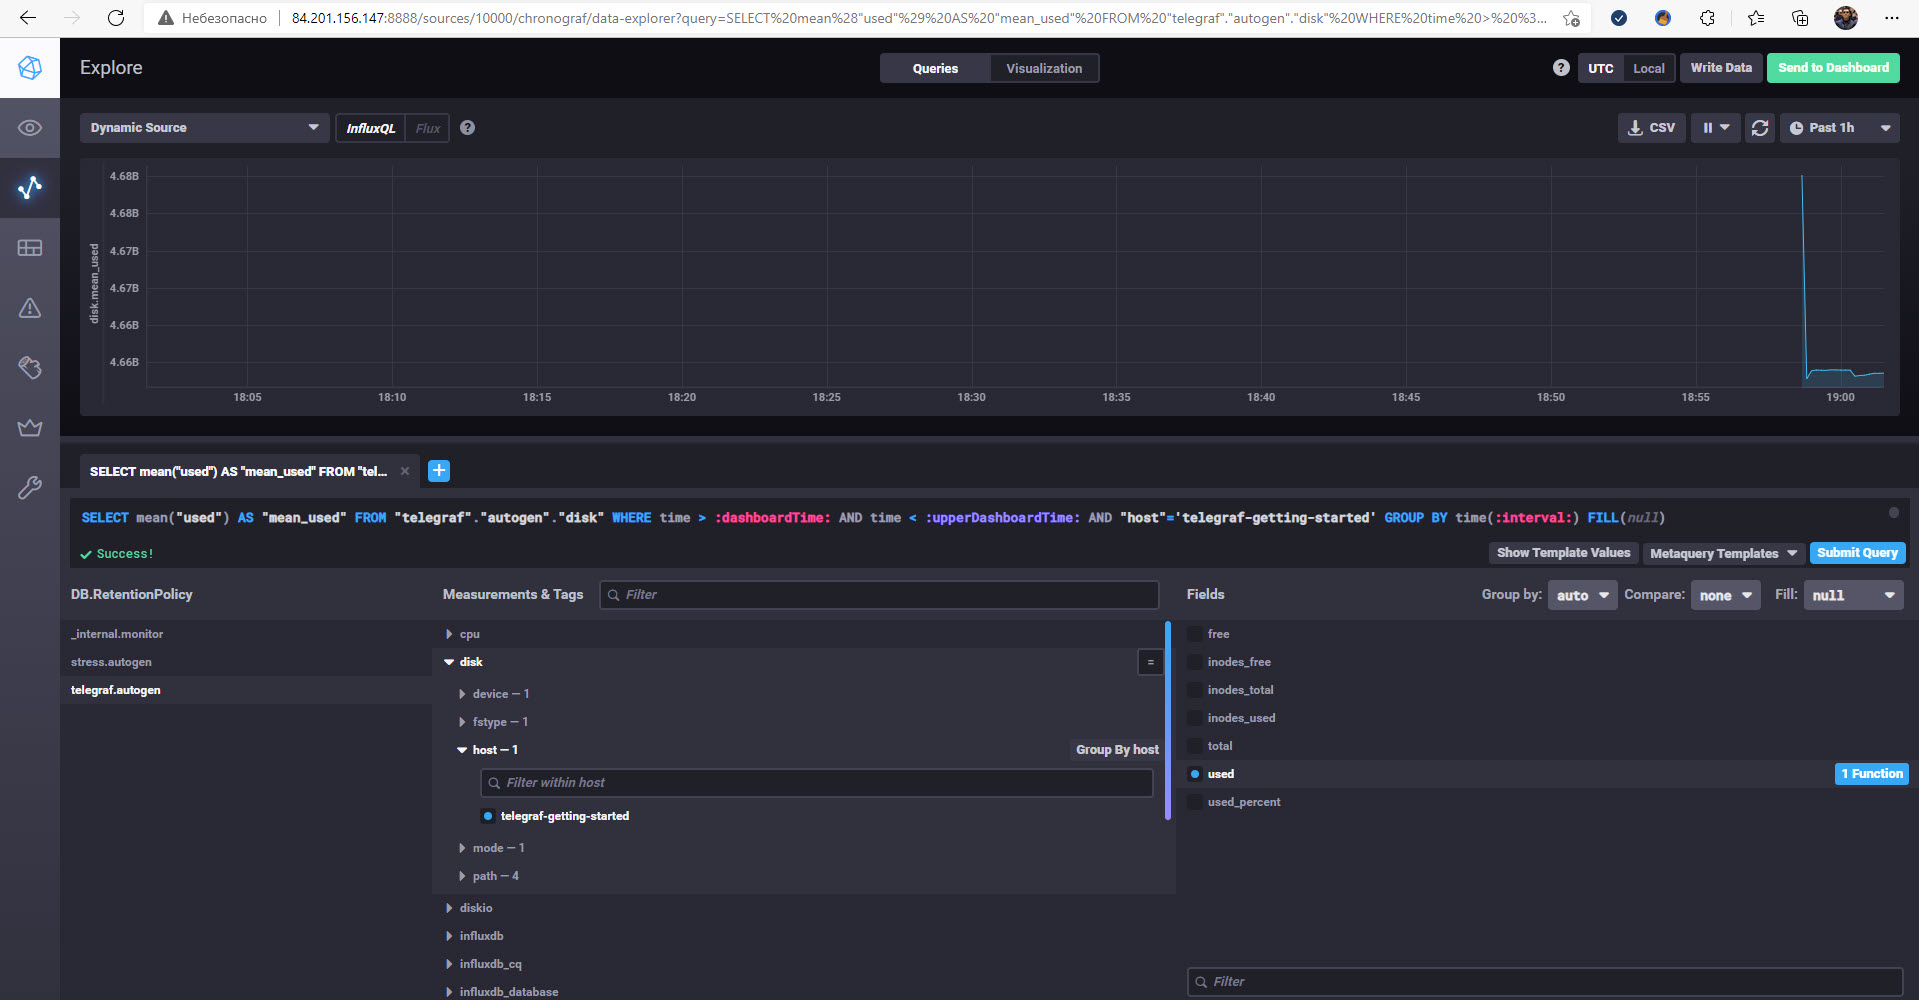 Небезопасно
84.201.156.147:8888/sources/10000/chronograf/data-explorer?query=SELECT%20mean%28"used"%29%20AS%20"mean_used"%20FROM%20"telegraf"."autogen"."disk"%20WHERE%20time%20>%20%3...
Explore
Queries
Visualization
?
UTC
Local
Write Data
Send to Dashboard
Dynamic Source
InfluxQL
Flux
?
CSV
Past 1h
disk.mean_used
4.68B
4.68B
4.67B
4.67B
4.66B
4.66B
18:05 18:10 18:15 18:20 18:25 18:30 18:35 18:40 18:45 18:50 18:55 19:00
SELECT mean("used") AS "mean_used" FROM "tel...
SELECT mean("used") AS "mean_used" FROM "telegraf"."autogen"."disk" WHERE time > :dashboardTime: AND time < :upperDashboardTime: AND "host"='telegraf-getting-started' GROUP BY time(:interval:) FILL(null)
Success!
Show Template Values
Metaquery Templates
Submit Query
DB.RetentionPolicy
_internal.monitor
stress.autogen
telegraf.autogen
Measurements & Tags
Filter
cpu
disk
=
device — 1
fstype — 1
host — 1
Group By host
Filter within host
telegraf-getting-started
mode — 1
path — 4
diskio
influxdb
influxdb_cq
influxdb_database
Fields
Group by: auto
Compare: none
Fill: null
free
inodes_free
inodes_total
inodes_used
total
used
1 Function
used_percent
Filter